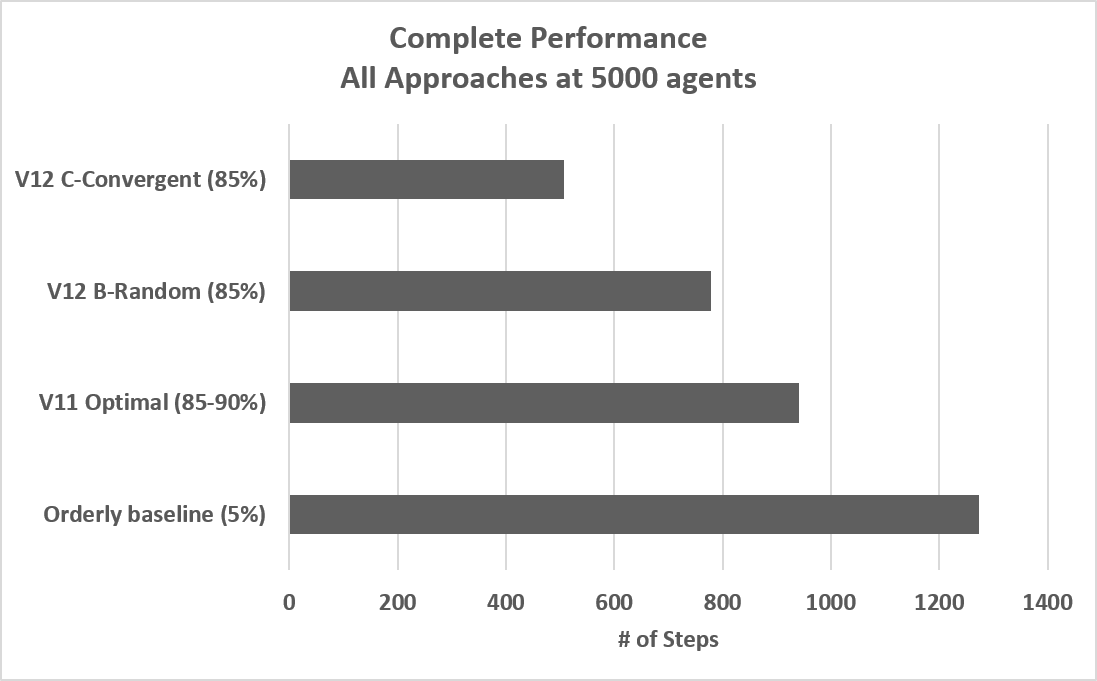 Complete Performance
All Approaches at 5000 agents
V12 C-Convergent (85%)
V12 B-Random (85%)
V11 Optimal (85-90%)
Orderly baseline (5%)
0 200 400 600 800 1000 1200 1400
# of Steps